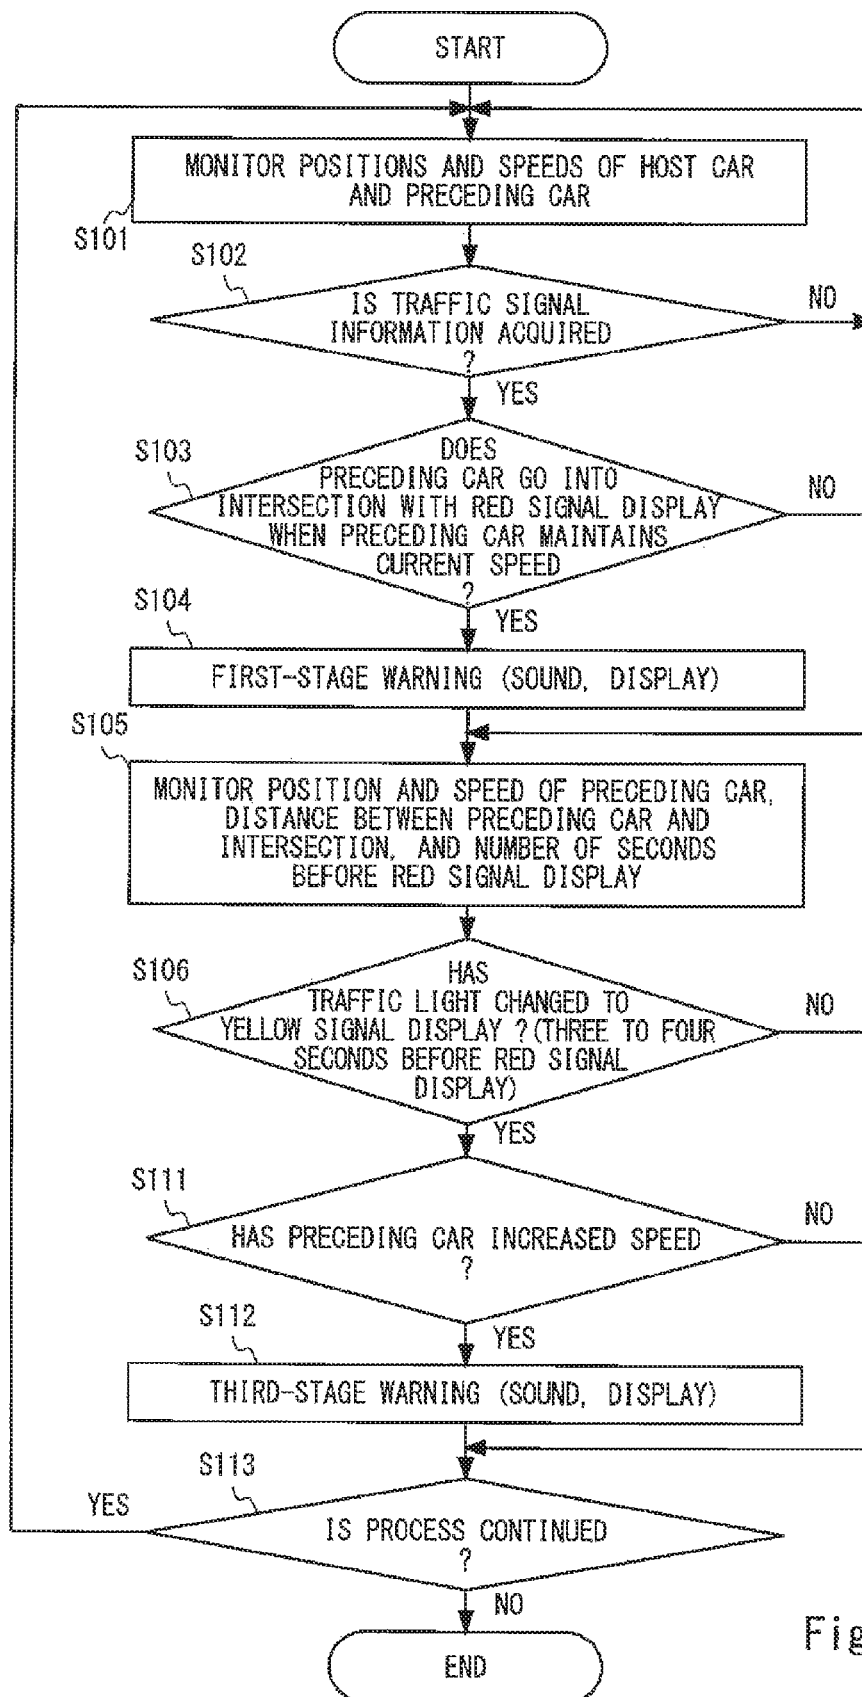 START
MONITOR POSITIONS AND SPEEDS OF HOST CAR
AND PRECEDING CAR
S101
S102
IS TRAFFIC SIGNAL
INFORMATION ACQUIRED
?
NO
YES
S103
DOES
PRECEDING CAR GO INTO
INTERSECTION WITH RED SIGNAL DISPLAY
WHEN PRECEDING CAR MAINTAINS
CURRENT SPEED
?
NO
YES
S104
FIRST-STAGE WARNING (SOUND, DISPLAY)
S105
MONITOR POSITION AND SPEED OF PRECEDING CAR,
DISTANCE BETWEEN PRECEDING CAR AND
INTERSECTION, AND NUMBER OF SECONDS
BEFORE RED SIGNAL DISPLAY
S106
HAS
TRAFFIC LIGHT CHANGED TO
YELLOW SIGNAL DISPLAY ?(THREE TO FOUR
SECONDS BEFORE RED SIGNAL
DISPLAY)
NO
YES
S111
HAS PRECEDING CAR INCREASED SPEED
?
NO
YES
S112
THIRD-STAGE WARNING (SOUND, DISPLAY)
S113
YES
IS PROCESS CONTINUED
?
NO
END
Fig